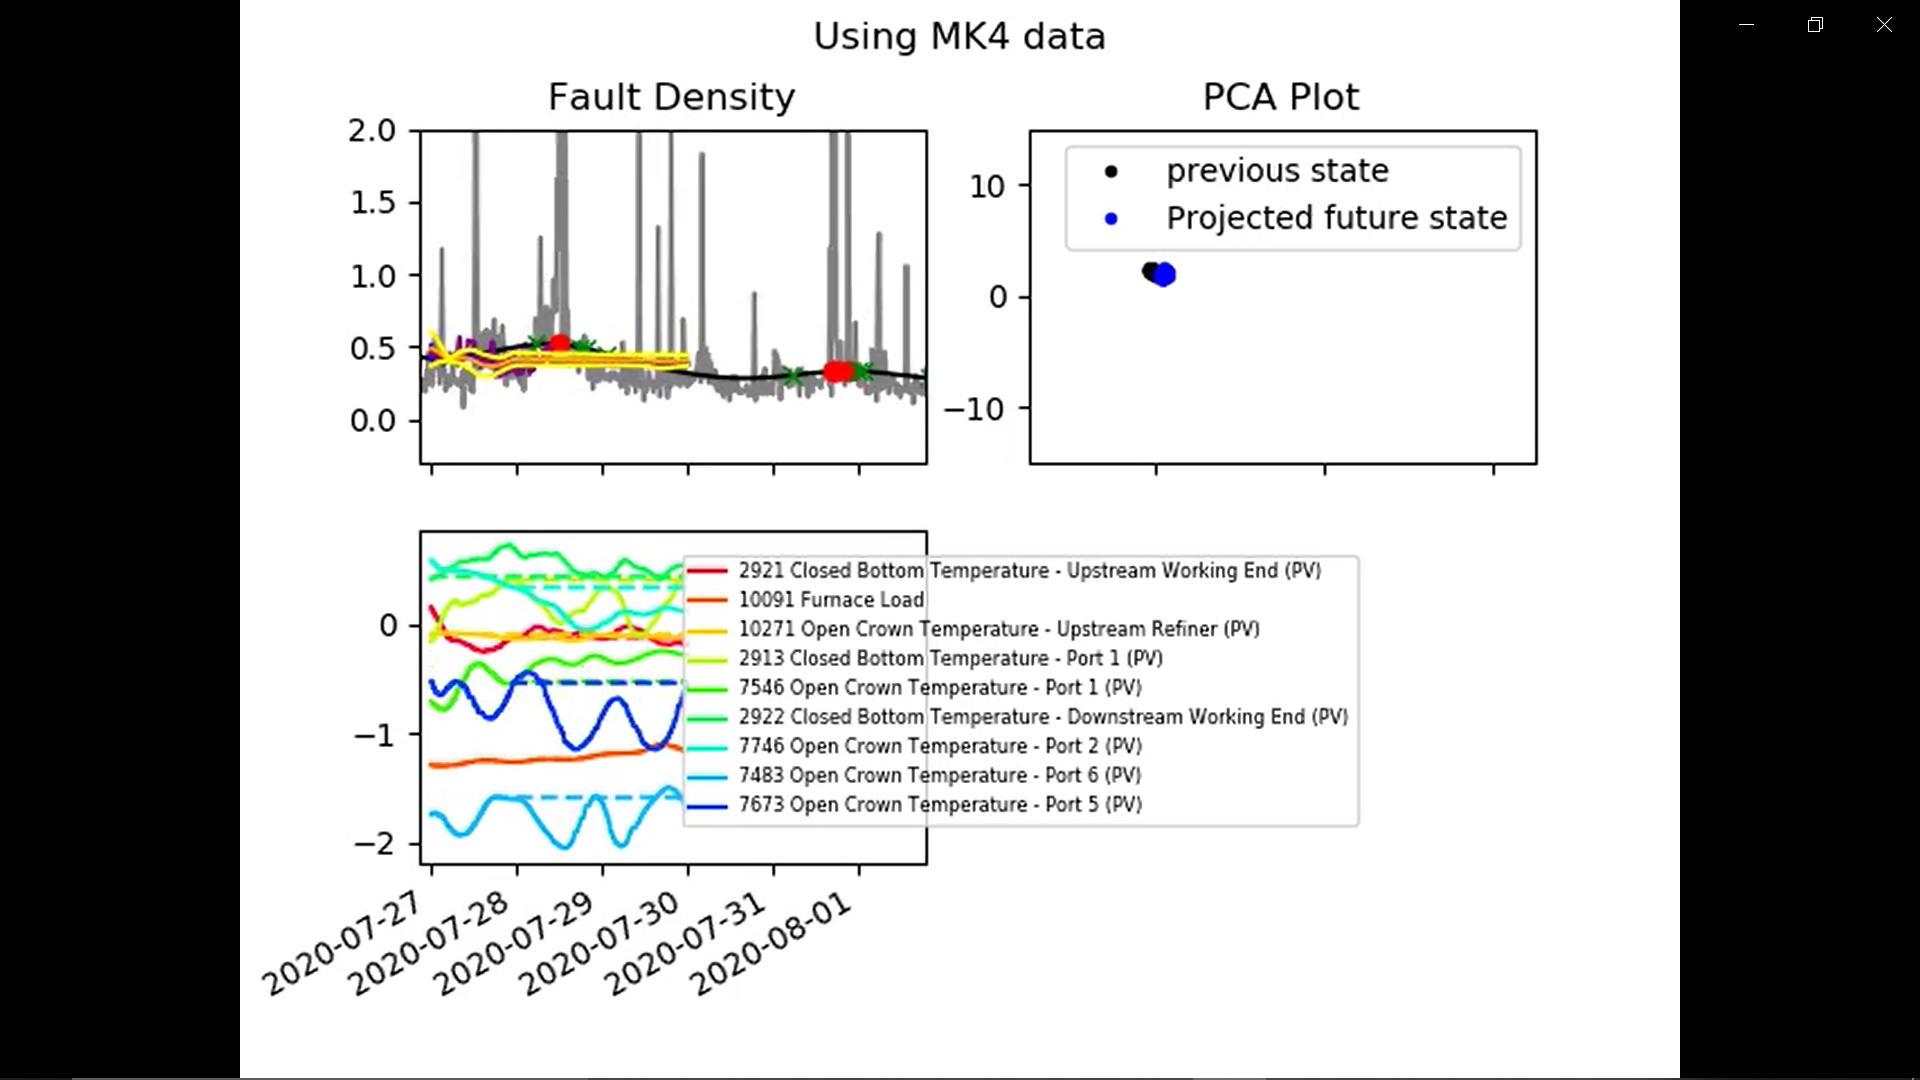 Using MK4 data
Fault Density
PCA Plot
2.0
1.5
1.0
0.5
0.0
10
0
−10
previous state
Projected future state
0
−1
−2
2921 Closed Bottom Temperature - Upstream Working End (PV)
10091 Furnace Load
10271 Open Crown Temperature - Upstream Refiner (PV)
2913 Closed Bottom Temperature - Port 1 (PV)
7546 Open Crown Temperature - Port 1 (PV)
2922 Closed Bottom Temperature - Downstream Working End (PV)
7746 Open Crown Temperature - Port 2 (PV)
7483 Open Crown Temperature - Port 6 (PV)
7673 Open Crown Temperature - Port 5 (PV)
2020-07-27
2020-07-28
2020-07-29
2020-07-30
2020-07-31
2020-08-01